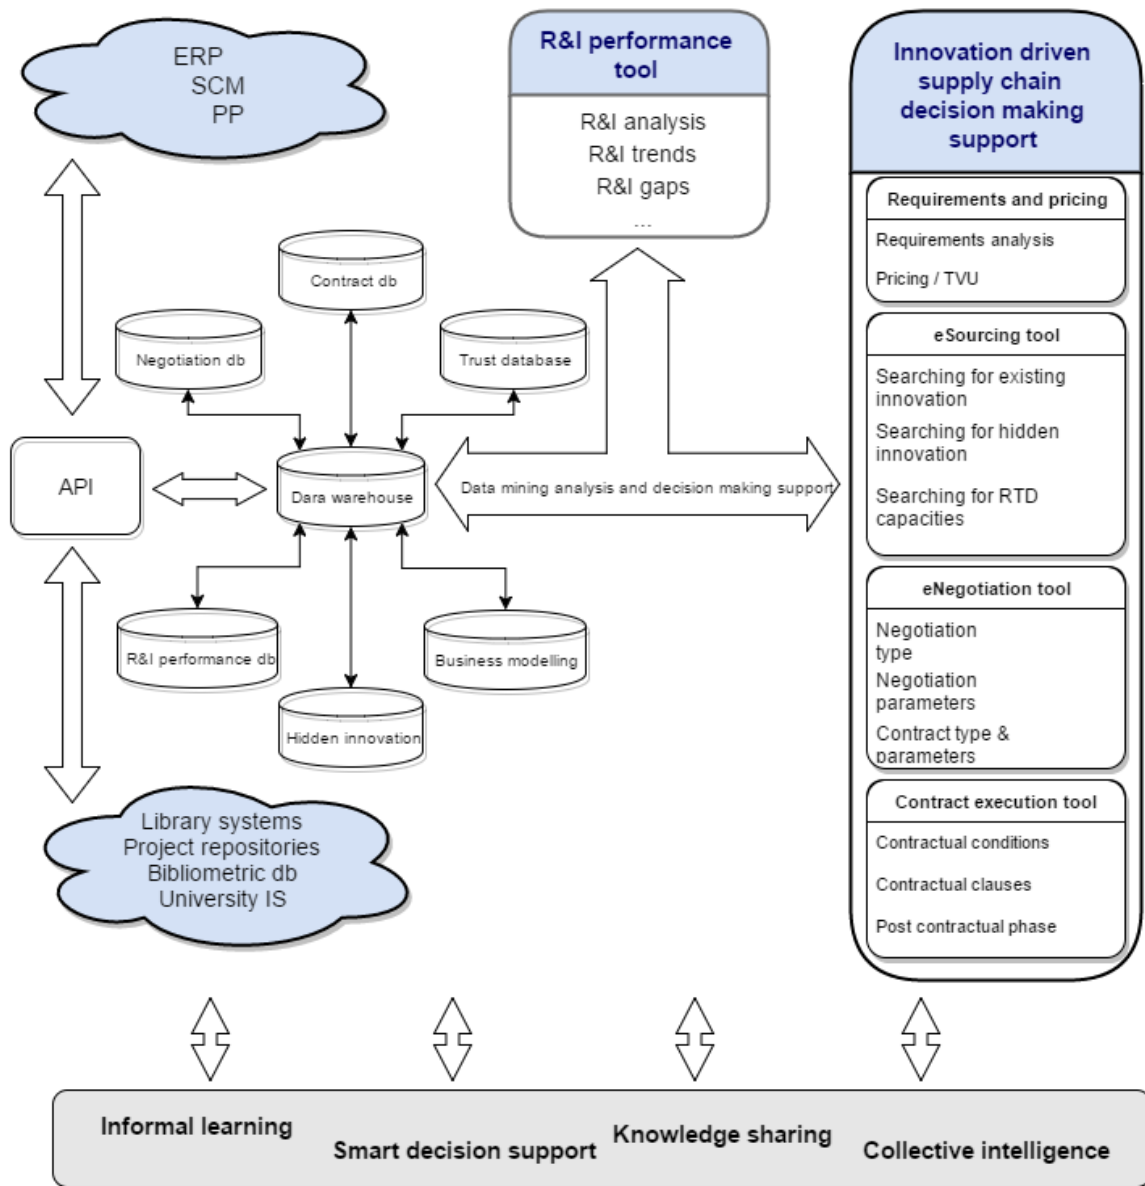 ERP
SCM
PP
R&I performance
tool
R&I analysis
R&I trends
R&I gaps
...
Innovation driven
supply chain
decision making
support
Requirements and pricing
Requirements analysis
Pricing / TVU
eSourcing tool
Searching for existing
innovation
Searching for hidden
innovation
Searching for RTD
capacities
eNegotiation tool
Negotiation
type
Negotiation
parameters
Contract type &
parameters
Contract execution tool
Contractual conditions
Contractual clauses
Post contractual phase
Contract db
Negotiation db
Trust database
API
Dara warehouse
Data mining analysis and decision making support
R&I performance db
Business modelling
Hidden innovation
Library systems
Project repositories
Bibliometric db
University IS
Informal learning
Smart decision support
Knowledge sharing
Collective intelligence